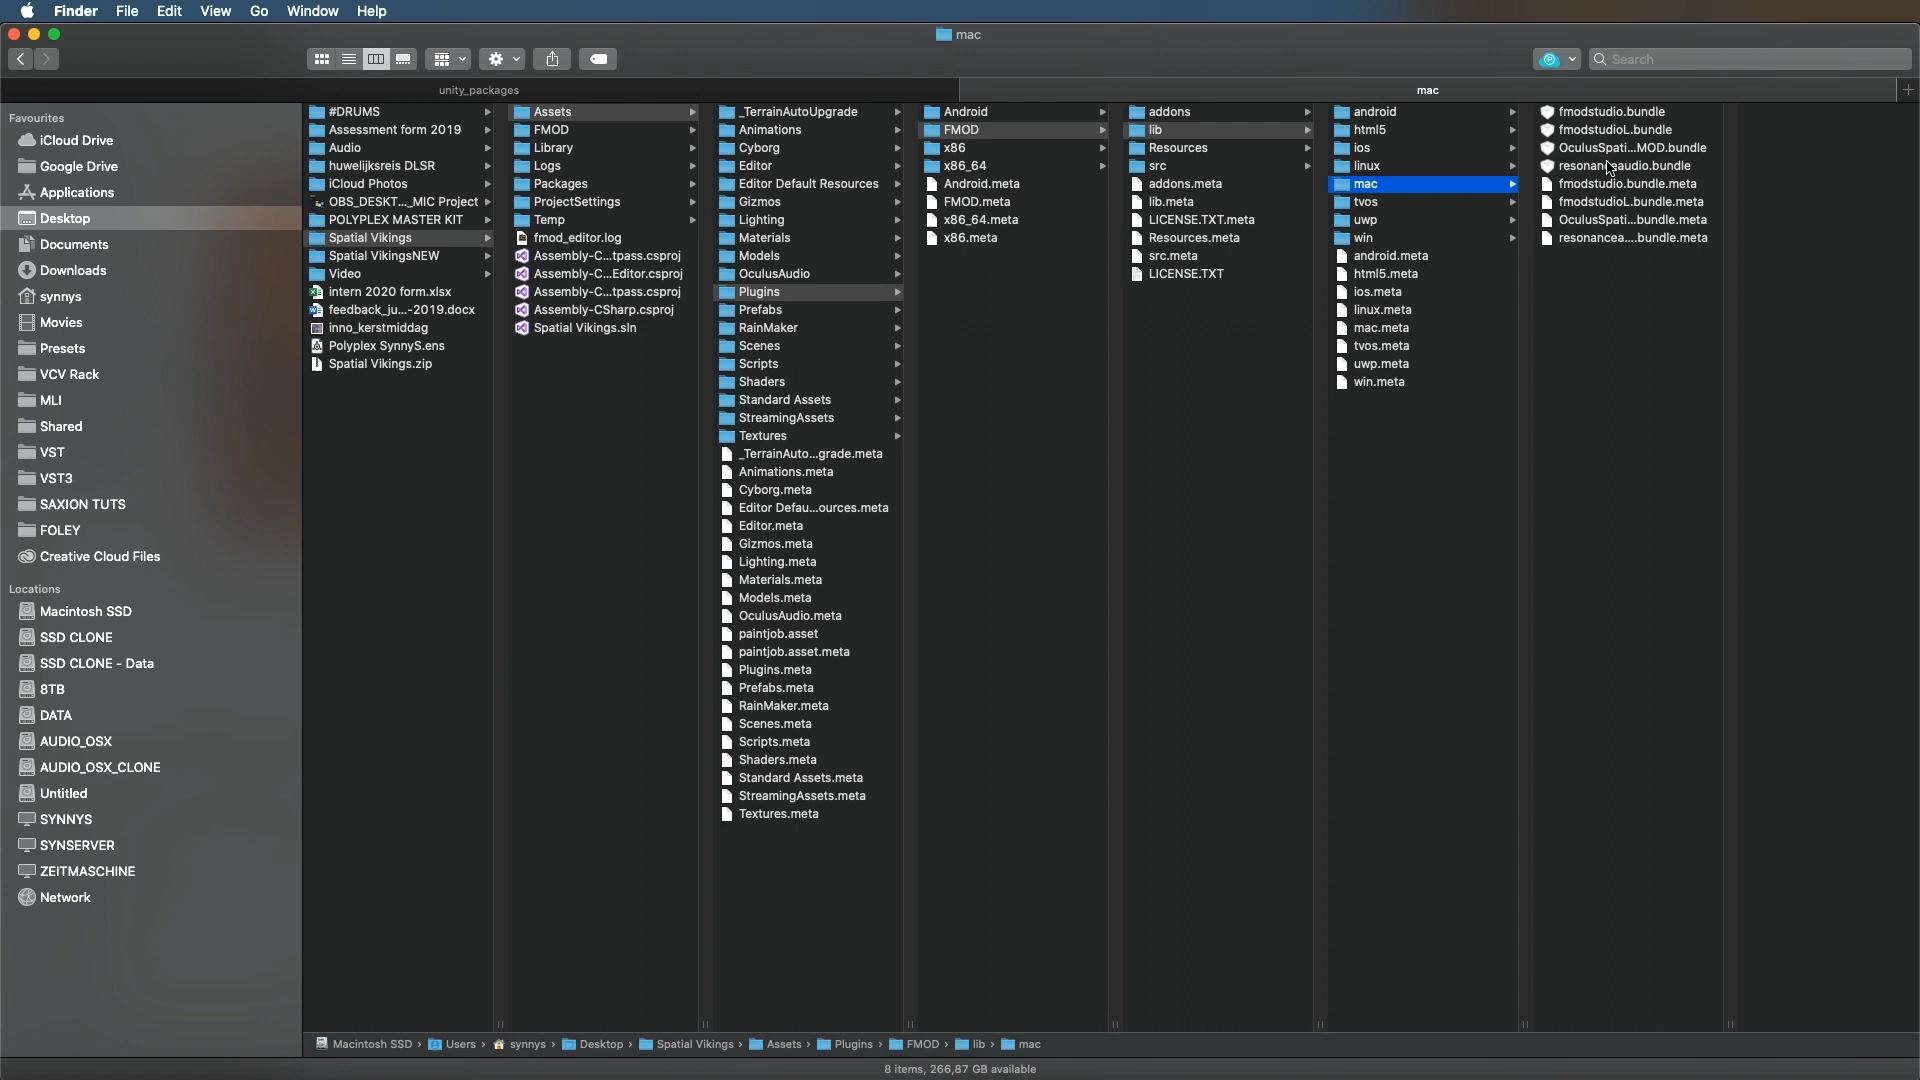 Finder File Edit View Go Window Help
mac
Search
unity_packages
mac
Favourites
iCloud Drive
Google Drive
Applications
Desktop
Documents
Downloads
synnys
Movies
Presets
VCV Rack
MLI
Shared
VST
VST3
SAXION TUTS
FOLEY
Creative Cloud Files
Locations
Macintosh SSD
SSD CLONE
SSD CLONE - Data
8TB
DATA
AUDIO_OSX
AUDIO_OSX_CLONE
Untitled
SYNNYS
SYNSERVER
ZEITMASCHINE
Network
#DRUMS
Assessment form 2019
Audio
huwelijksreis DLSR
iCloud Photos
OBS_DESKT..._MIC Project
POLYPLEX MASTER KIT
Spatial Vikings
Spatial VikingsNEW
Video
intern 2020 form.xlsx
feedback_ju...-2019.docx
inno_kerstmiddag
Polyplex SynnyS.ens
Spatial Vikings.zip
Assets
FMOD
Library
Logs
Packages
ProjectSettings
Temp
fmod_editor.log
Assembly-C...tpass.csproj
Assembly-C...Editor.csproj
Assembly-C...tpass.csproj
Assembly-CSharp.csproj
Spatial Vikings.sln
_TerrainAutoUpgrade
Animations
Cyborg
Editor
Editor Default Resources
Gizmos
Lighting
Materials
Models
OculusAudio
Plugins
Prefabs
RainMaker
Scenes
Scripts
Shaders
Standard Assets
StreamingAssets
Textures
_TerrainAuto...grade.meta
Animations.meta
Cyborg.meta
Editor Defau...ources.meta
Editor.meta
Gizmos.meta
Lighting.meta
Materials.meta
Models.meta
OculusAudio.meta
paintjob.asset
paintjob.asset.meta
Plugins.meta
Prefabs.meta
RainMaker.meta
Scenes.meta
Scripts.meta
Shaders.meta
Standard Assets.meta
StreamingAssets.meta
Textures.meta
Android
FMOD
x86
x86_64
Android.meta
FMOD.meta
x86_64.meta
x86.meta
addons
lib
Resources
src
addons.meta
lib.meta
LICENSE.TXT.meta
Resources.meta
src.meta
LICENSE.TXT
android
html5
ios
linux
mac
tvos
uwp
win
android.meta
html5.meta
ios.meta
linux.meta
mac.meta
tvos.meta
uwp.meta
win.meta
fmodstudio.bundle
fmodstudioL.bundle
OculusSpati...MOD.bundle
resonanceaudio.bundle
fmodstudio.bundle.meta
fmodstudioL.bundle.meta
OculusSpati...bundle.meta
resonancea....bundle.meta
Macintosh SSD › Users › synnys › Desktop › Spatial Vikings › Assets › Plugins › FMOD › lib › mac
8 items, 266,87 GB available